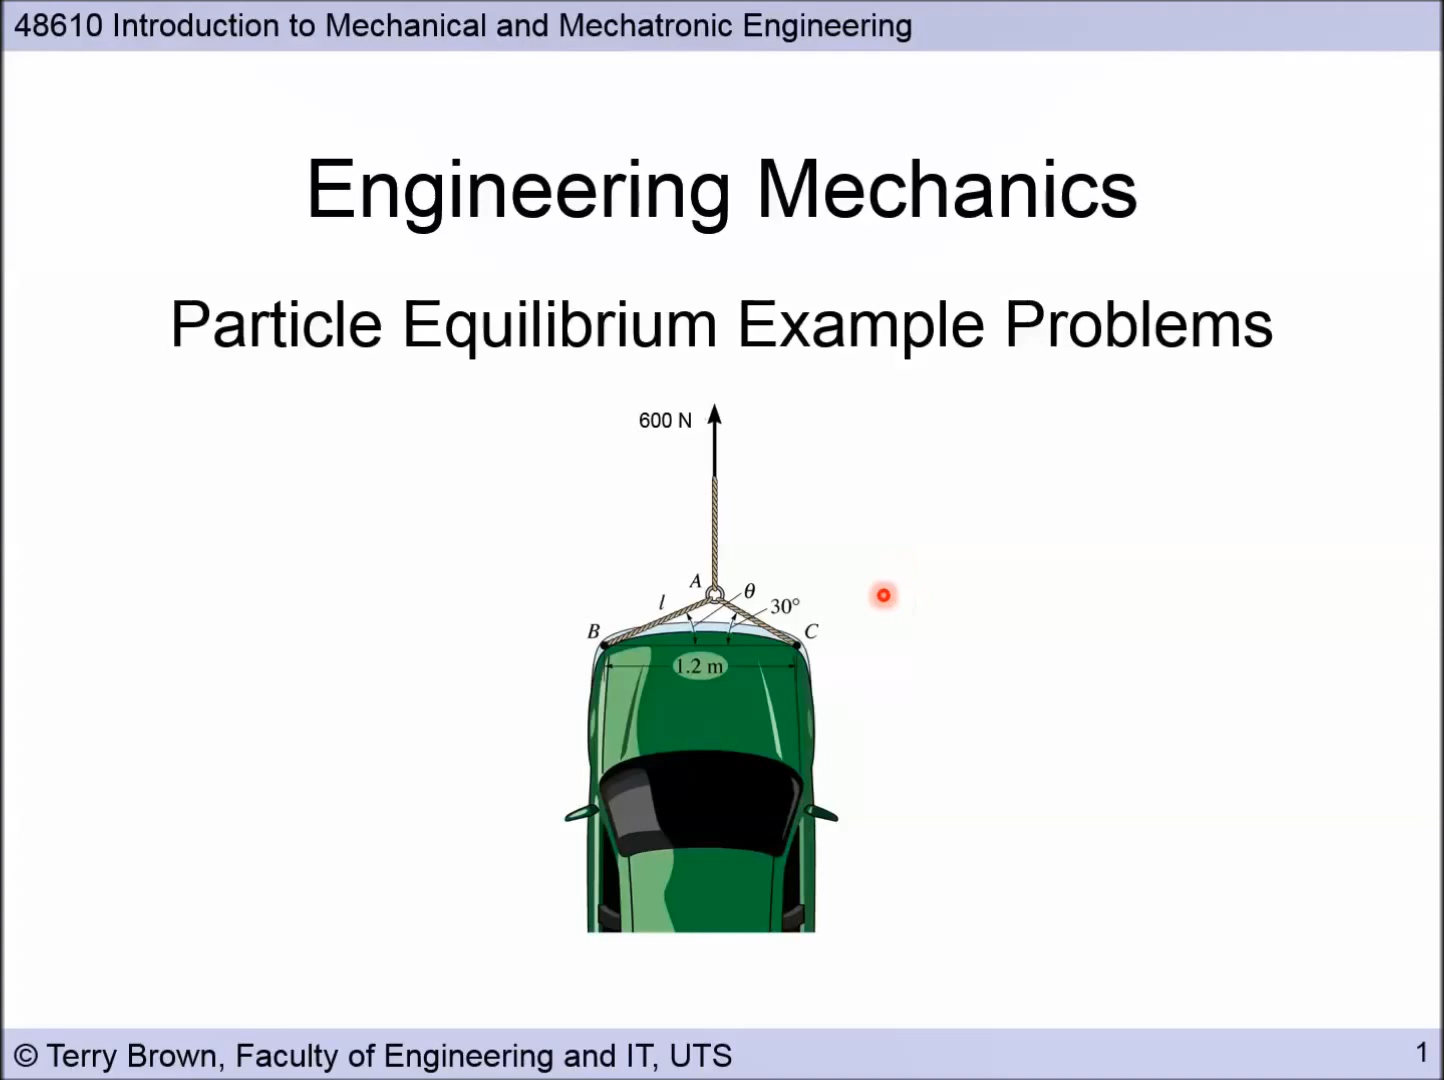 48610 Introduction to Mechanical and Mechatronic Engineering
Engineering Mechanics
Particle Equilibrium Example Problems
600 N
A
θ
l
30°
B
C
1.2 m
© Terry Brown, Faculty of Engineering and IT, UTS
1